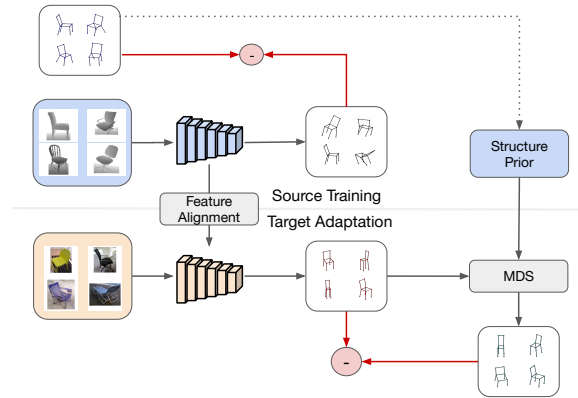 -
Structure
Prior
Feature
Alignment
Source Training
Target Adaptation
MDS
-